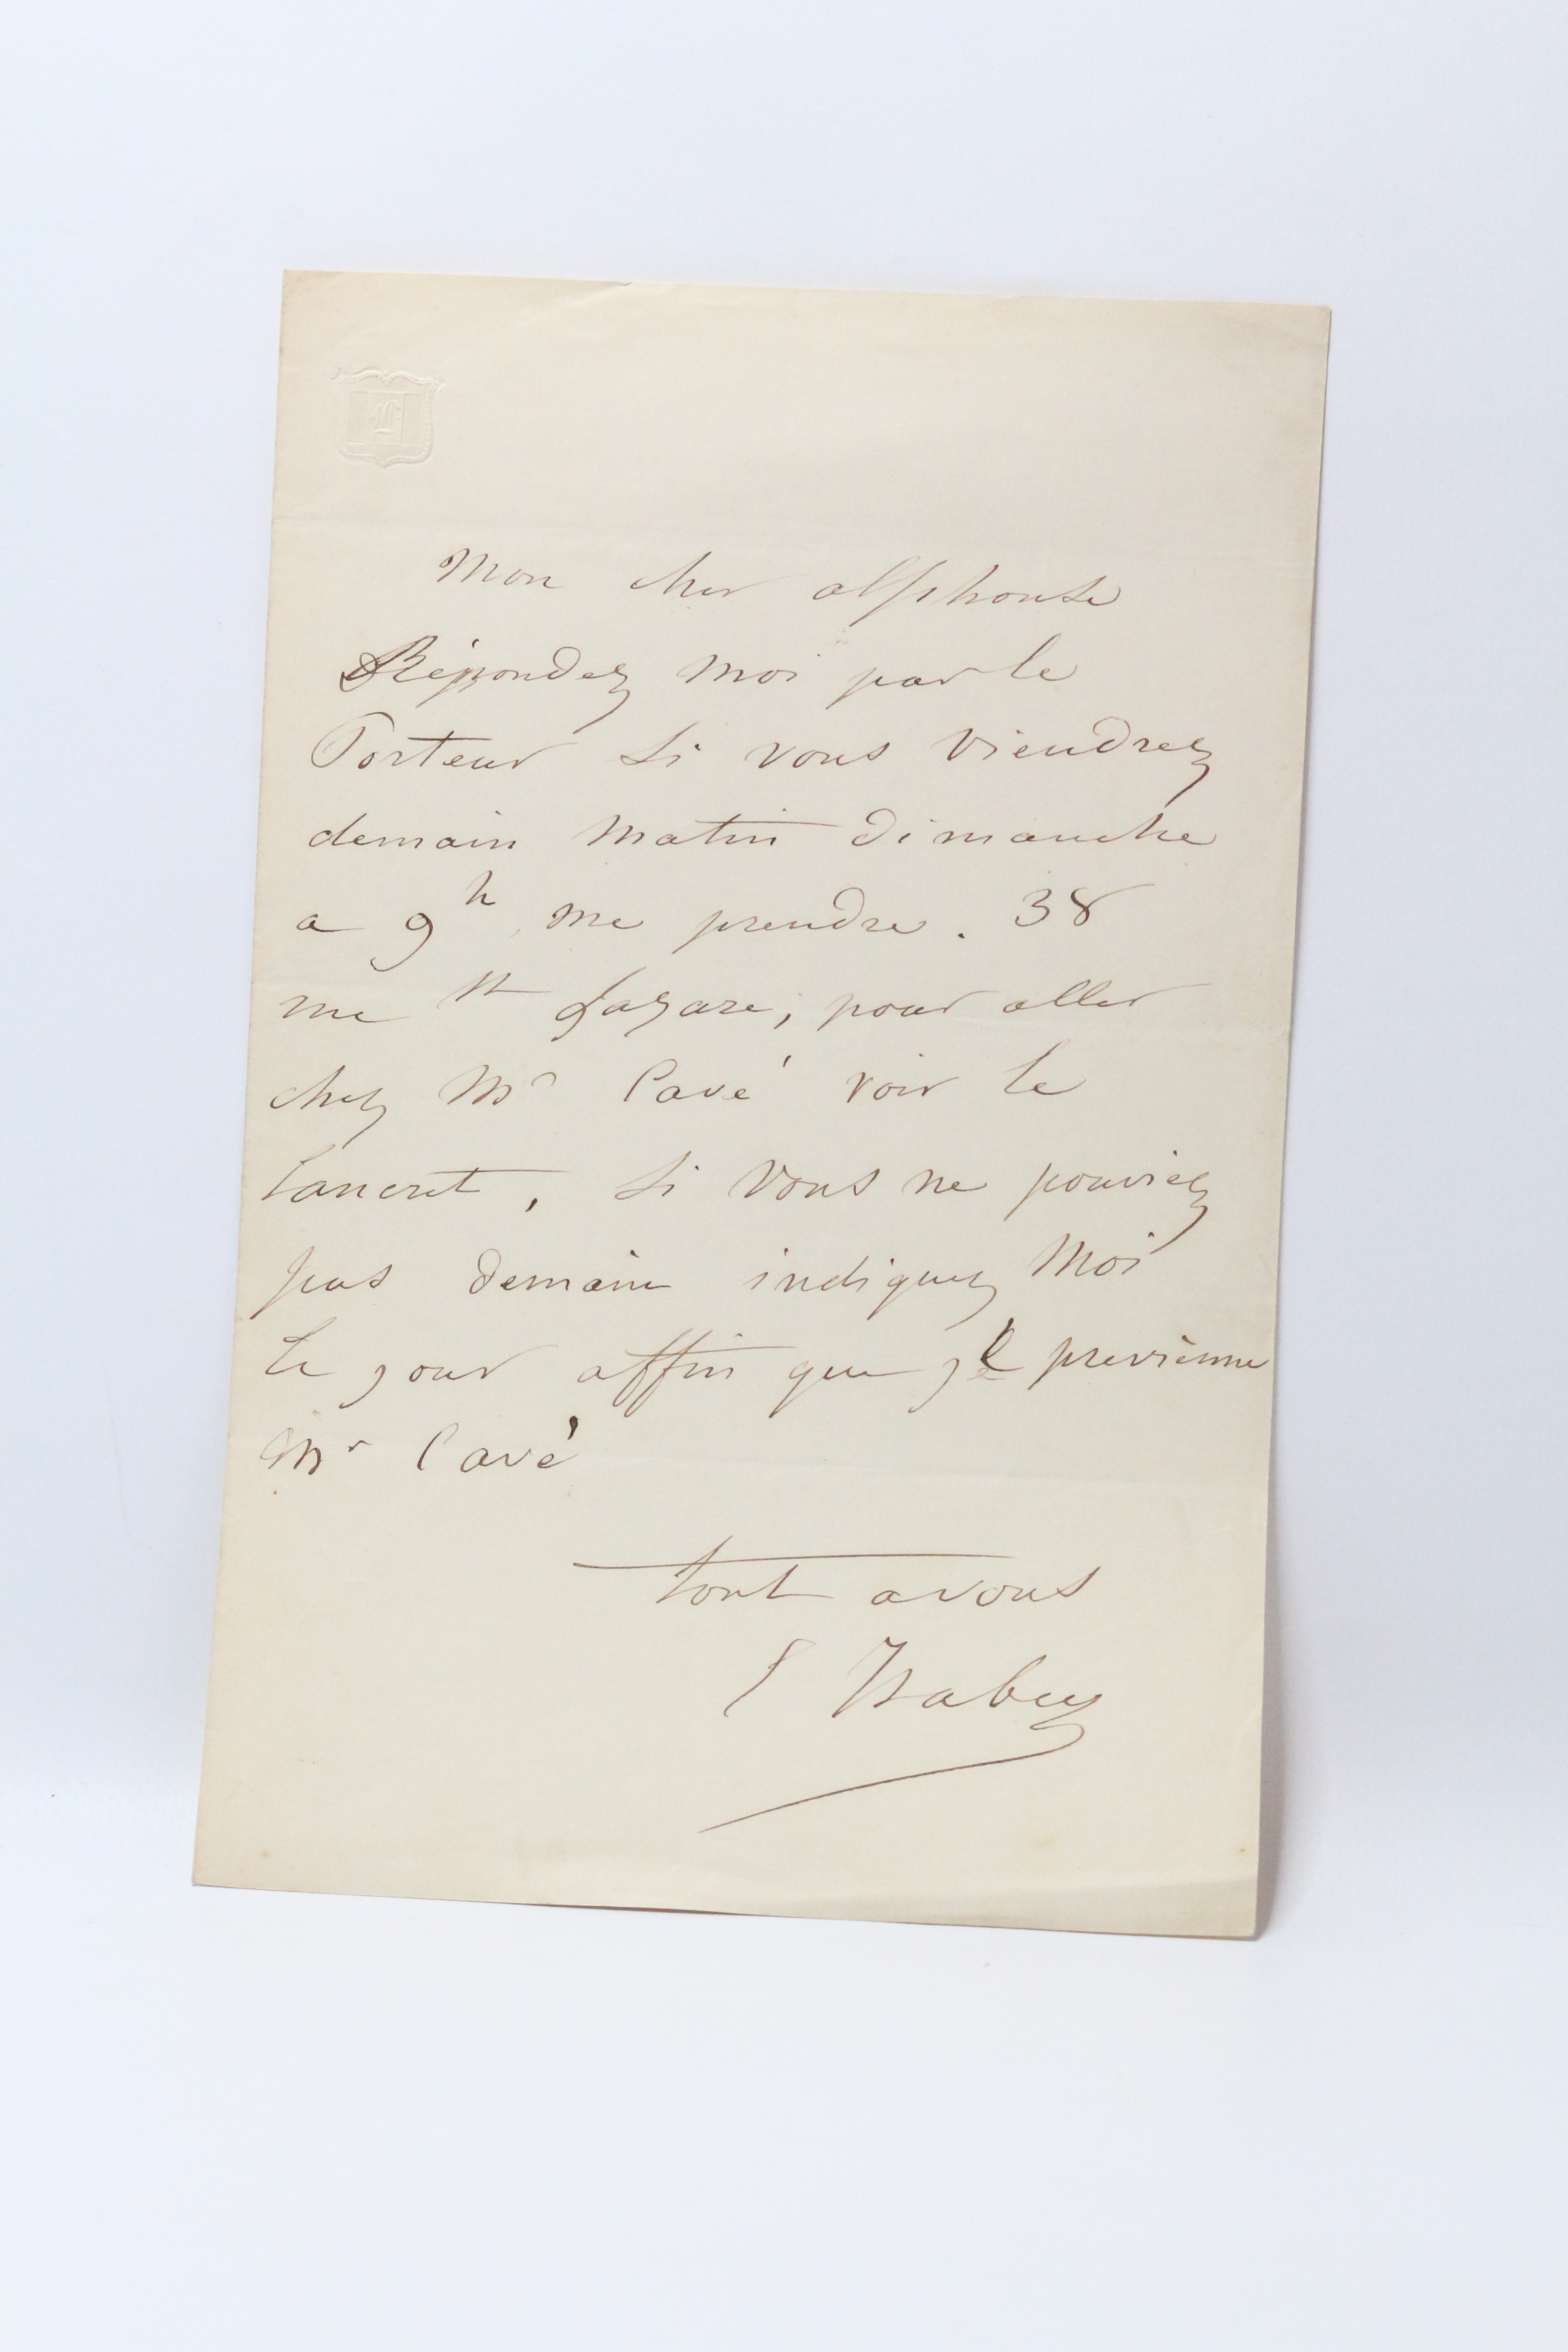 Mon cher alphonse
Répondez moi par le
Porteur si vous viendrez
demain matin dimanche
a 9h me prendre. 38
rue St Lazare, pour aller
chez Mr Cavé voir le
Lancret, si vous ne pouviez
pas demain indiquez Moi
le jour affin que je previenne
Mr Cavé
tout a vous
E Isabey